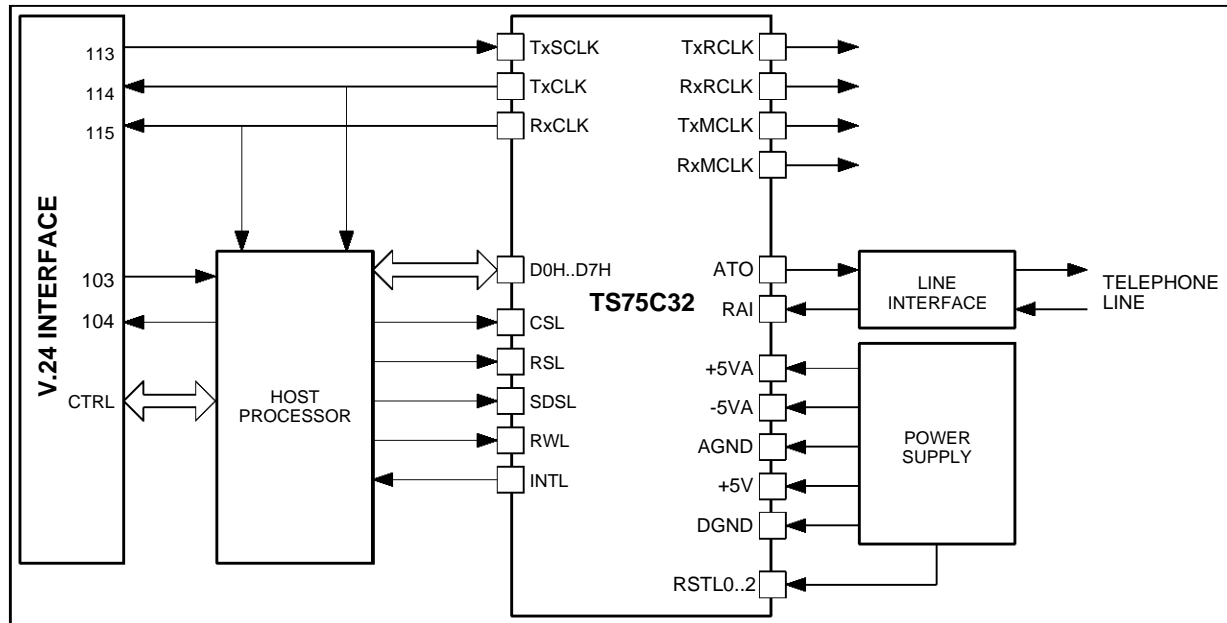 113
114
115
V.24 INTERFACE
103
104
CTRL
HOST
PROCESSOR
TxSCLK
TxCLK
RxCLK
D0H..D7H
CSL
RSL
SDSL
RWL
INTL
TS75C32
TxRCLK
RxRCLK
TxMCLK
RxMCLK
ATO
RAI
+5VA
-5VA
AGND
+5V
DGND
RSTL0..2
LINE
INTERFACE
TELEPHONE
LINE
POWER
SUPPLY